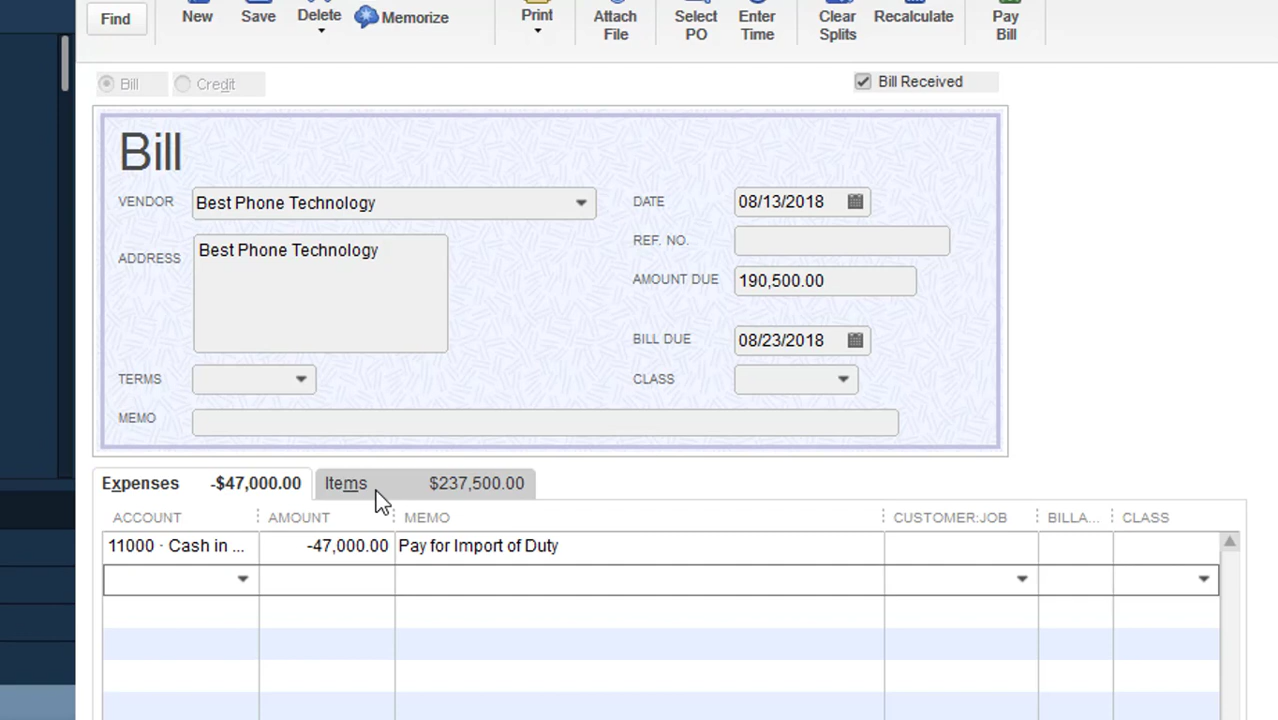 Find
New
Save
Delete
Memorize
Print
Attach
File
Select
PO
Enter
Time
Clear
Splits
Recalculate
Pay
Bill
Bill
Credit
Bill Received
Bill
VENDOR Best Phone Technology
DATE 08/13/2018
REF. NO.
ADDRESS Best Phone Technology
AMOUNT DUE 190,500.00
BILL DUE 08/23/2018
TERMS
CLASS
MEMO
Expenses -$47,000.00 Items $237,500.00
ACCOUNT AMOUNT MEMO CUSTOMER:JOB BILLA... CLASS
11000 · Cash in ... -47,000.00 Pay for Import of Duty